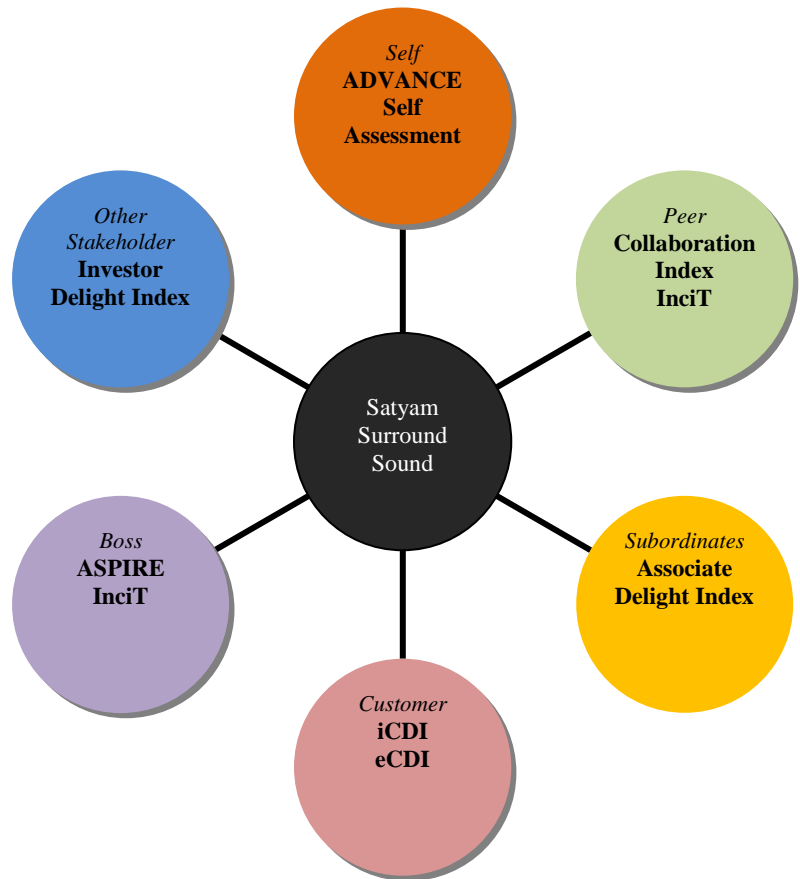 Self
ADVANCE
Self
Assessment
Other
Stakeholder
Investor
Delight Index
Peer
Collaboration
Index
InciT
Satyam
Surround
Sound
Boss
ASPIRE
InciT
Subordinates
Associate
Delight Index
Customer
iCDI
eCDI